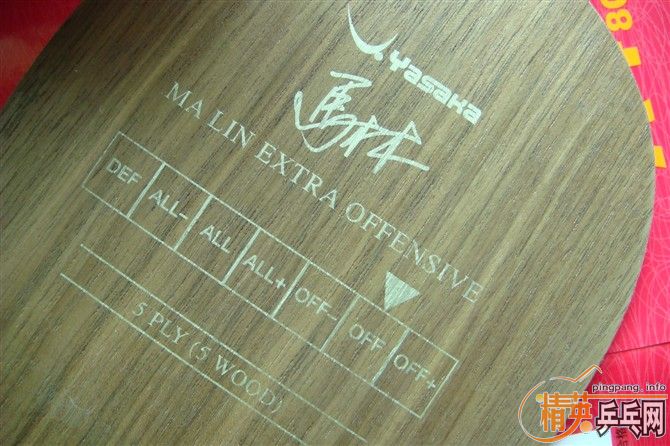 Yasaka
馬林
MA LIN EXTRA OFFENSIVE
DEF ALL- ALL ALL+ OFF- OFF OFF+
5 PLY (5 WOOD)
pingpang.info
精英乒乓网